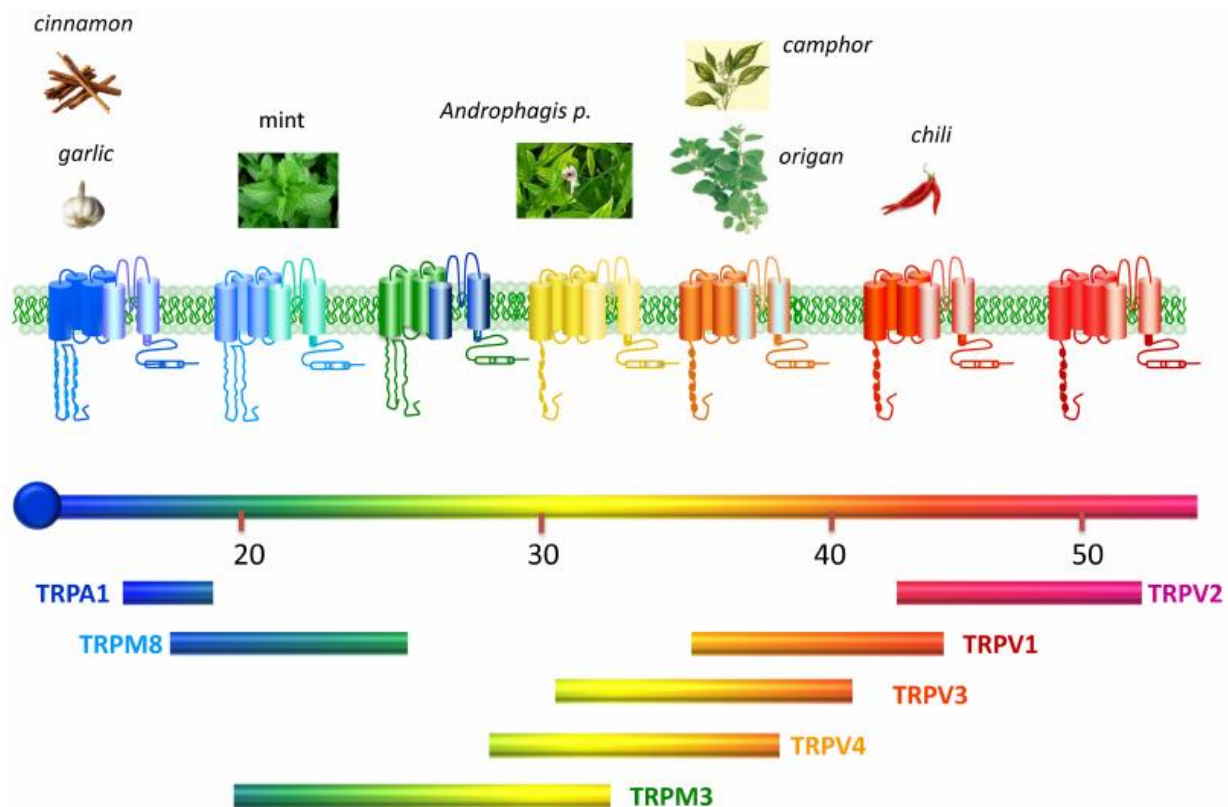 cinnamon
camphor
Androphagis p.
mint
chili
garlic
origan
20 30 40 50
TRPA1 TRPV2
TRPM8 TRPV1
TRPV3
TRPV4
TRPM3